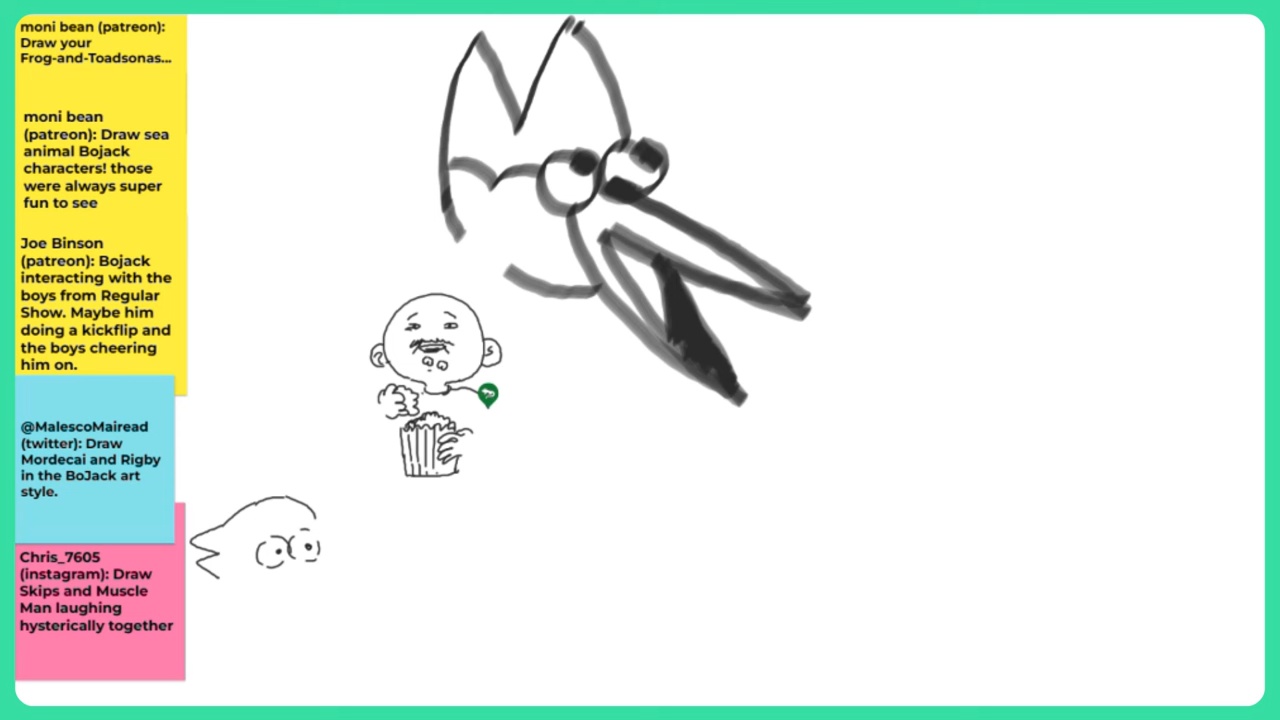 moni bean (patreon):
Draw your
Frog-and-Toadsonas...
moni bean
(patreon): Draw sea
animal Bojack
characters! those
were always super
fun to see
Joe Binson
(patreon): Bojack
interacting with the
boys from Regular
Show. Maybe him
doing a kickflip and
the boys cheering
him on.
@MalescoMairead
(twitter): Draw
Mordecai and Rigby
in the BoJack art
style.
Chris_7605
(instagram): Draw
Skips and Muscle
Man laughing
hysterically together